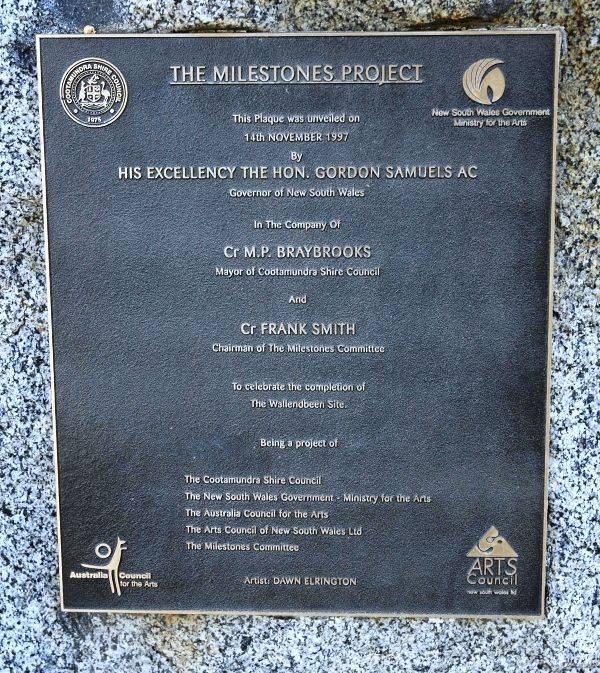 COOTAMUNDRA SHIRE COUNCIL
1975
THE MILESTONES PROJECT
New South Wales Government
Ministry for the Arts
This Plaque was unveiled on
14th NOVEMBER 1997
By
HIS EXCELLENCY THE HON. GORDON SAMUELS AC
Governor of New South Wales
In The Company Of
Cr M.P. BRAYBROOKS
Mayor of Cootamundra Shire Council
And
Cr FRANK SMITH
Chairman of The Milestones Committee
To celebrate the completion of
The Wallendbeen Site.
Being a project of
The Cootamundra Shire Council
The New South Wales Government - Ministry for the Arts
The Australia Council for the Arts
The Arts Council of New South Wales Ltd
The Milestones Committee
Australia Council
for the Arts
Artist: DAWN ELRINGTON
ARTS
Council
new south wales ltd